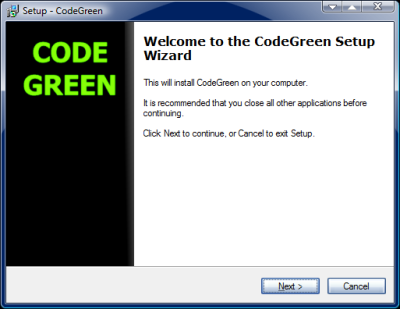 Setup - CodeGreen
CODE
GREEN
Welcome to the CodeGreen Setup
Wizard
This will install CodeGreen on your computer.
It is recommended that you close all other applications before
continuing.
Click Next to continue, or Cancel to exit Setup.
Next >
Cancel